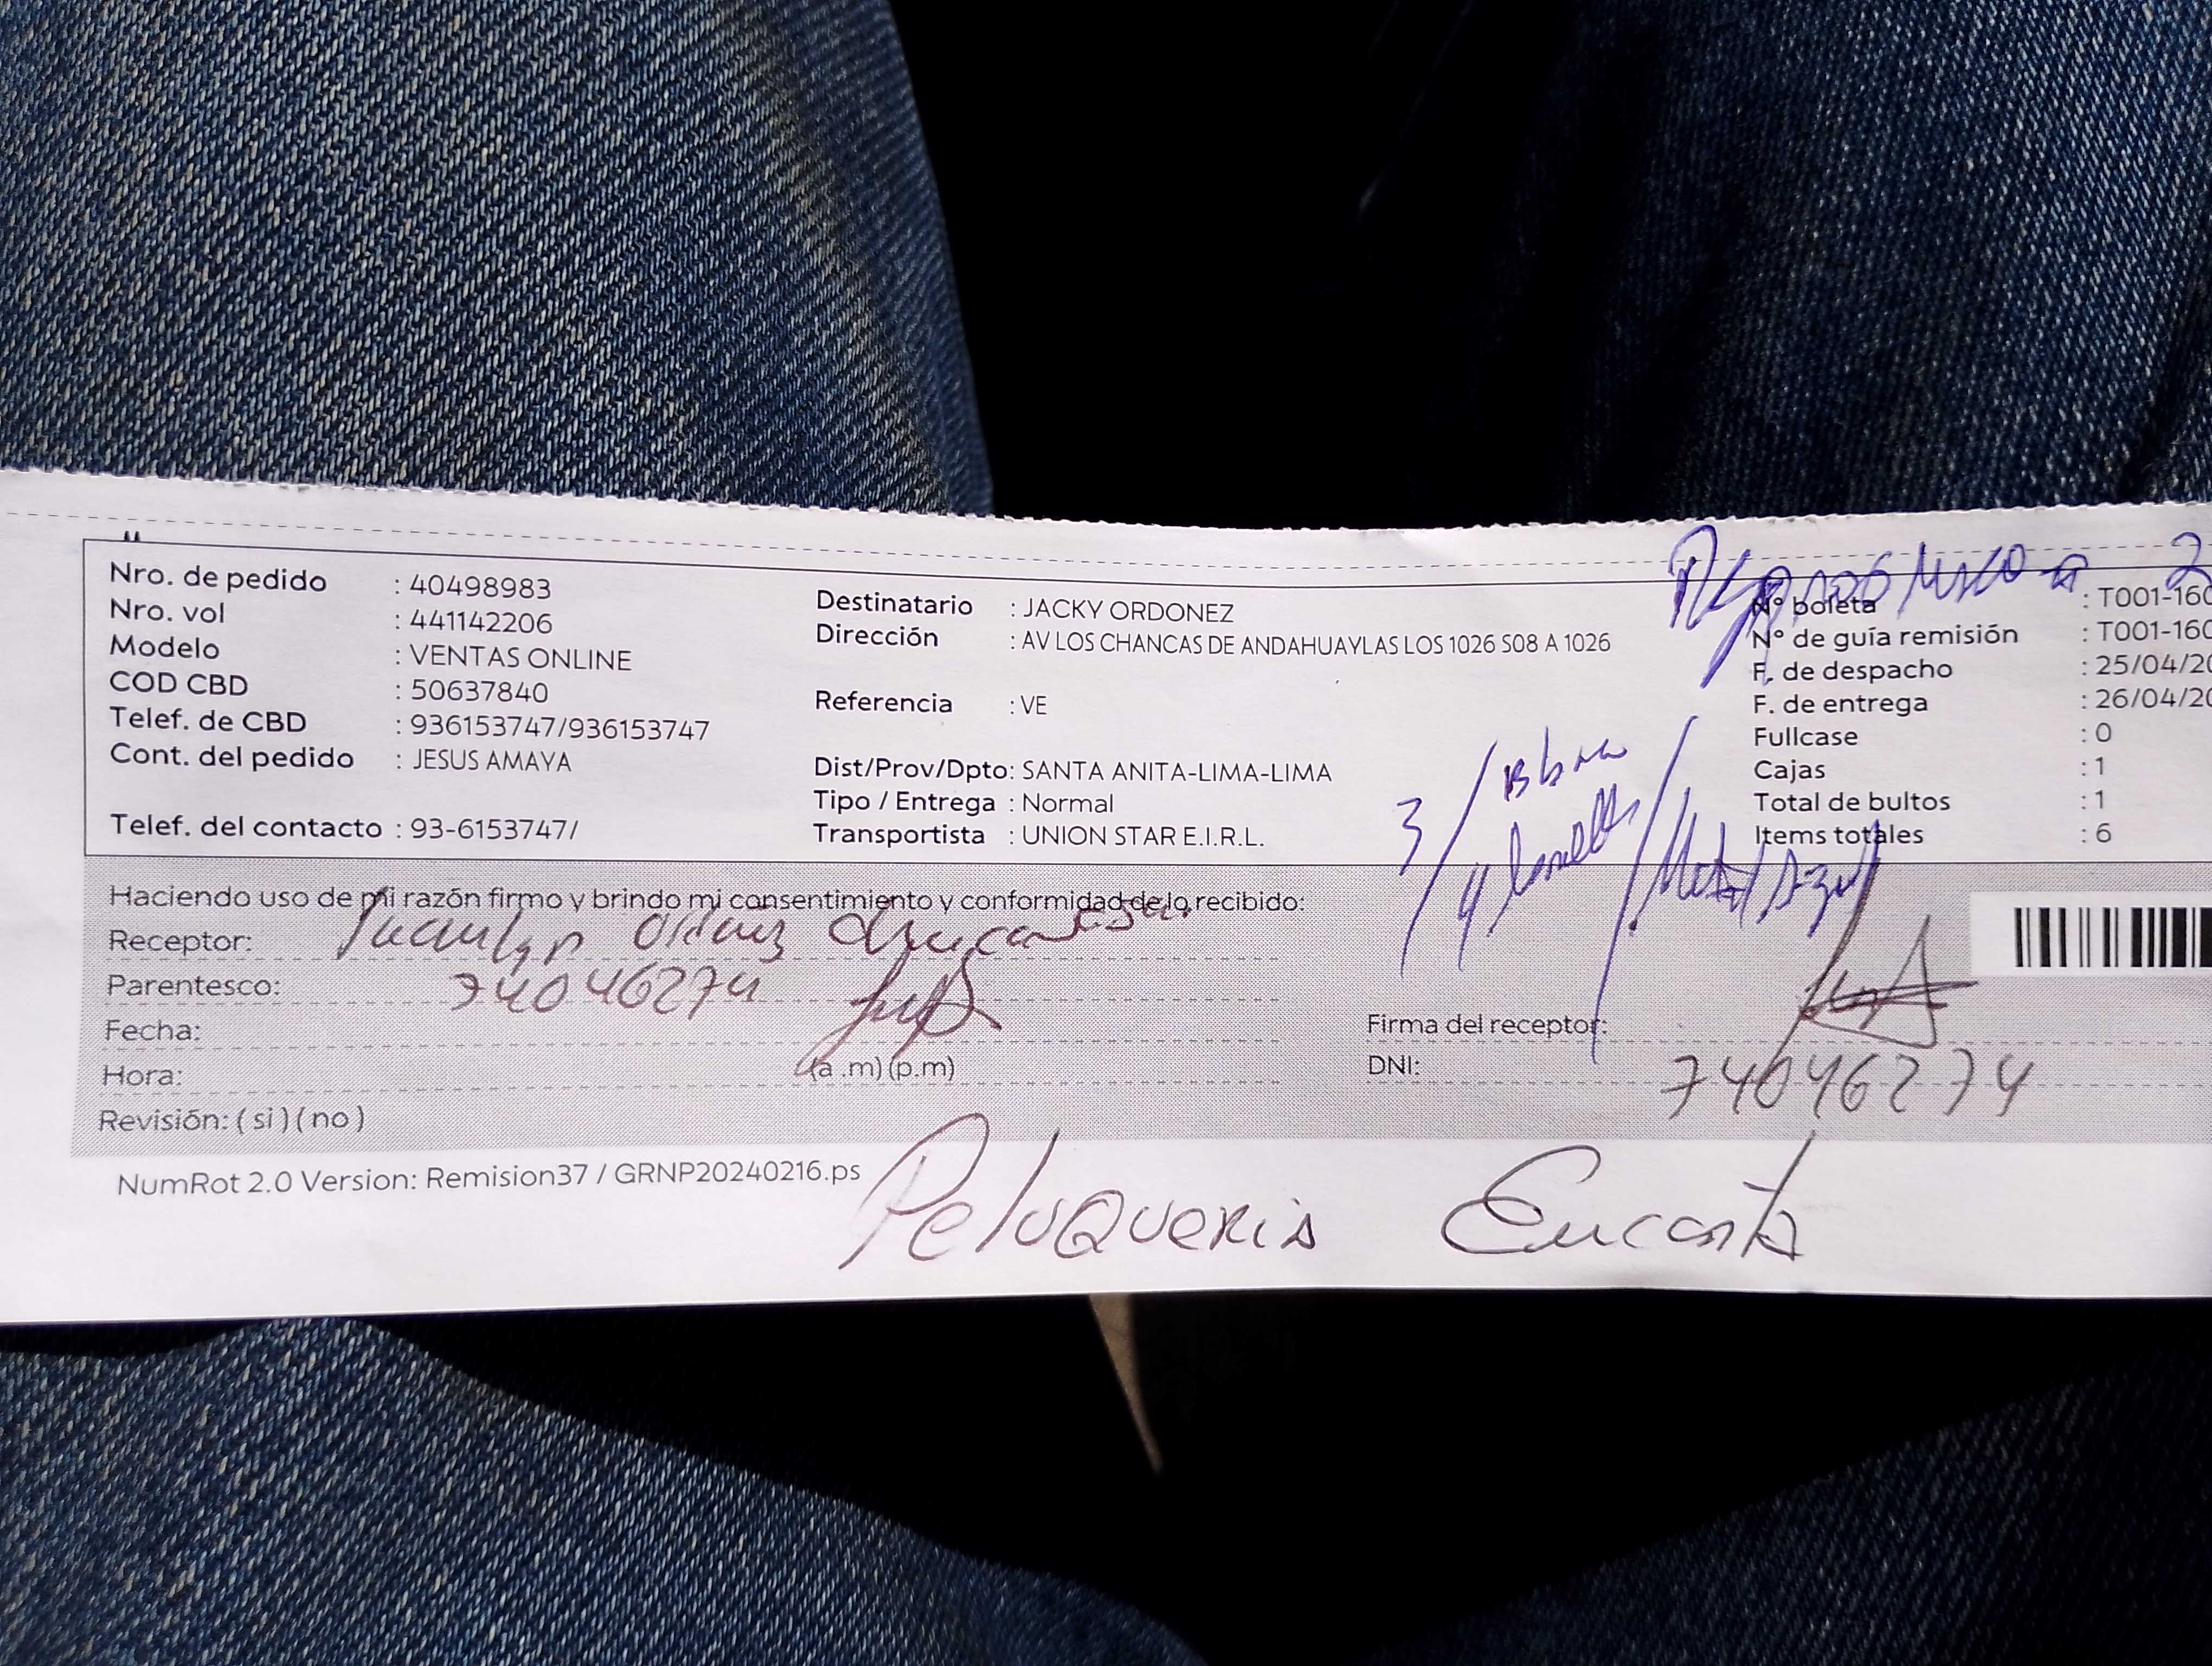 Nro. de pedido : 40498983
Nro. vol : 441142206
Modelo : VENTAS ONLINE
COD CBD : 50637840
Telef. de CBD : 936153747/936153747
Cont. del pedido : JESUS AMAYA
Telef. del contacto : 93-6153747/
Destinatario : JACKY ORDONEZ
Dirección : AV LOS CHANCAS DE ANDAHUAYLAS LOS 1026 S08 A 1026
Referencia : VE
Dist/Prov/Dpto: SANTA ANITA-LIMA-LIMA
Tipo / Entrega : Normal
Transportista : UNION STAR E.I.R.L.
2
N° boleta : T001-160
N° de guía remisión : T001-160
F. de despacho : 25/04/20
F. de entrega : 26/04/20
Fullcase : 0
Cajas : 1
Total de bultos : 1
Items totales : 6
3 /
4 / Metal Azul
Haciendo uso de mi razón firmo y brindo mi consentimiento y conformidad de lo recibido:
Receptor:
Parentesco: 74046274
Fecha:
Hora: (a .m) (p.m)
Revisión: ( si ) ( no )
Firma del receptor:
DNI: 74046274
NumRot 2.0 Version: Remision37 / GRNP20240216.ps
Peluqueria